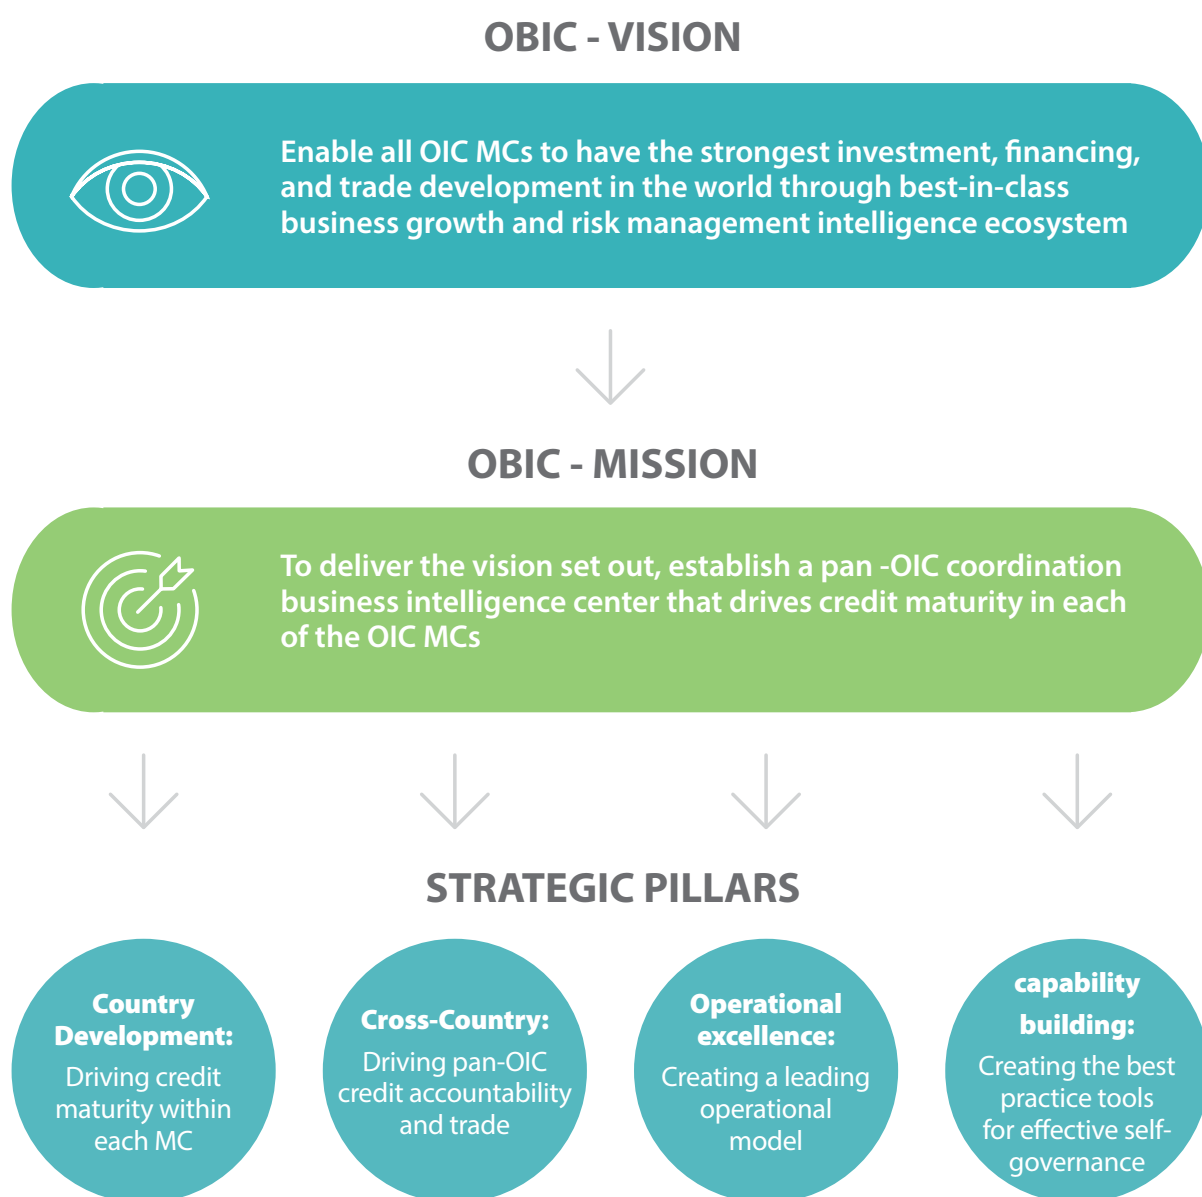 OBIC - VISION
Enable all OIC MCs to have the strongest investment, financing,
and trade development in the world through best-in-class
business growth and risk management intelligence ecosystem
OBIC - MISSION
To deliver the vision set out, establish a pan -OIC coordination
business intelligence center that drives credit maturity in each
of the OIC MCs
STRATEGIC PILLARS
Country
Development:
Driving credit
maturity within
each MC
Cross-Country:
Driving pan-OIC
credit accountability
and trade
Operational
excellence:
Creating a leading
operational
model
capability
building:
Creating the best
practice tools
for effective self-
governance